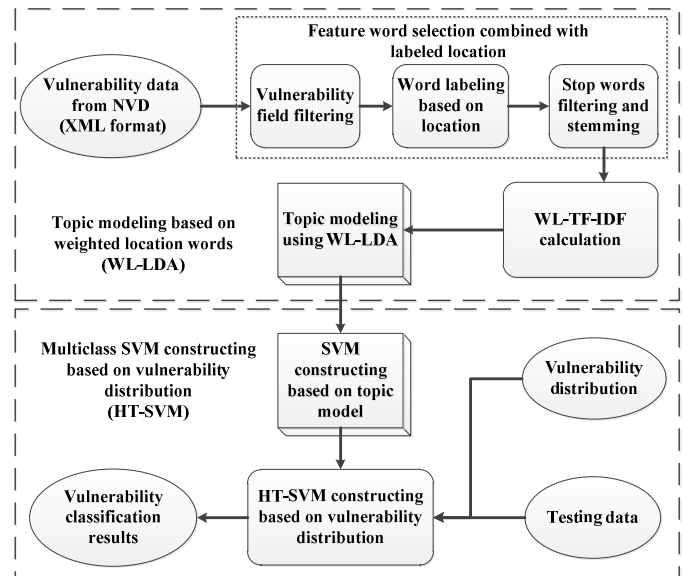 Feature word selection combined with
labeled location
Vulnerability data
from NVD
(XML format)
Vulnerability
field filtering
Word labeling
based on
location
Stop words
filtering and
stemming
Topic modeling based on
weighted location words
(WL-LDA)
Topic modeling
using WL-LDA
WL-TF-IDF
calculation
Multiclass SVM constructing
based on vulnerability
distribution
(HT-SVM)
SVM
constructing
based on topic
model
Vulnerability
distribution
Vulnerability
classification
results
HT-SVM constructing
based on vulnerability
distribution
Testing data